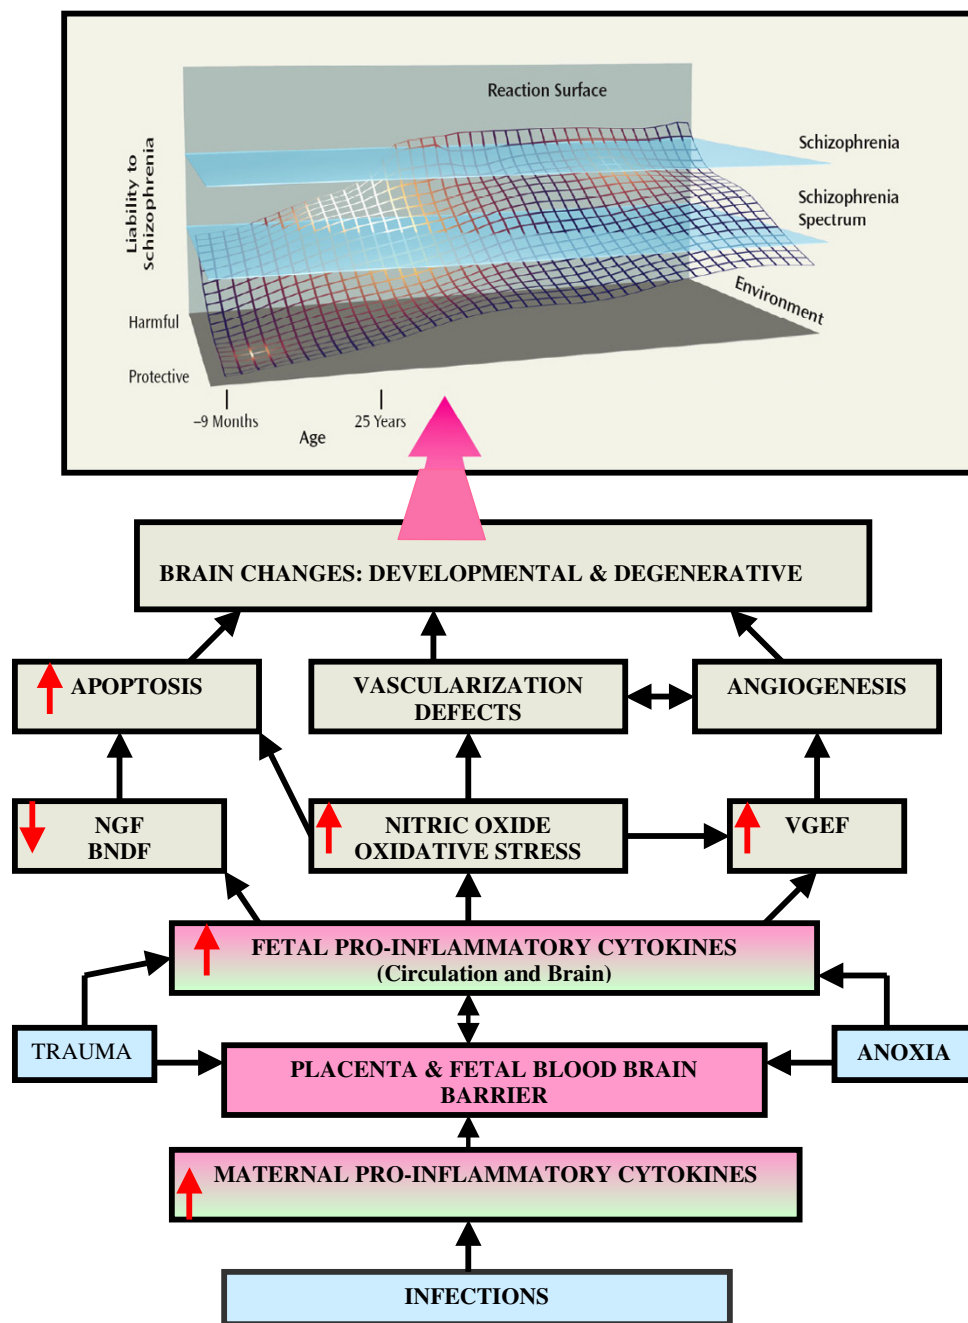 Reaction Surface
Schizophrenia
Schizophrenia
Spectrum
Liability to
Schizophrenia
Environment
Harmful
Protective
–9 Months
25 Years
Age
BRAIN CHANGES: DEVELOPMENTAL & DEGENERATIVE
APOPTOSIS
VASCULARIZATION
DEFECTS
ANGIOGENESIS
NGF
BNDF
NITRIC OXIDE
OXIDATIVE STRESS
VGEF
FETAL PRO-INFLAMMATORY CYTOKINES
(Circulation and Brain)
TRAUMA
ANOXIA
PLACENTA & FETAL BLOOD BRAIN
BARRIER
MATERNAL PRO-INFLAMMATORY CYTOKINES
INFECTIONS